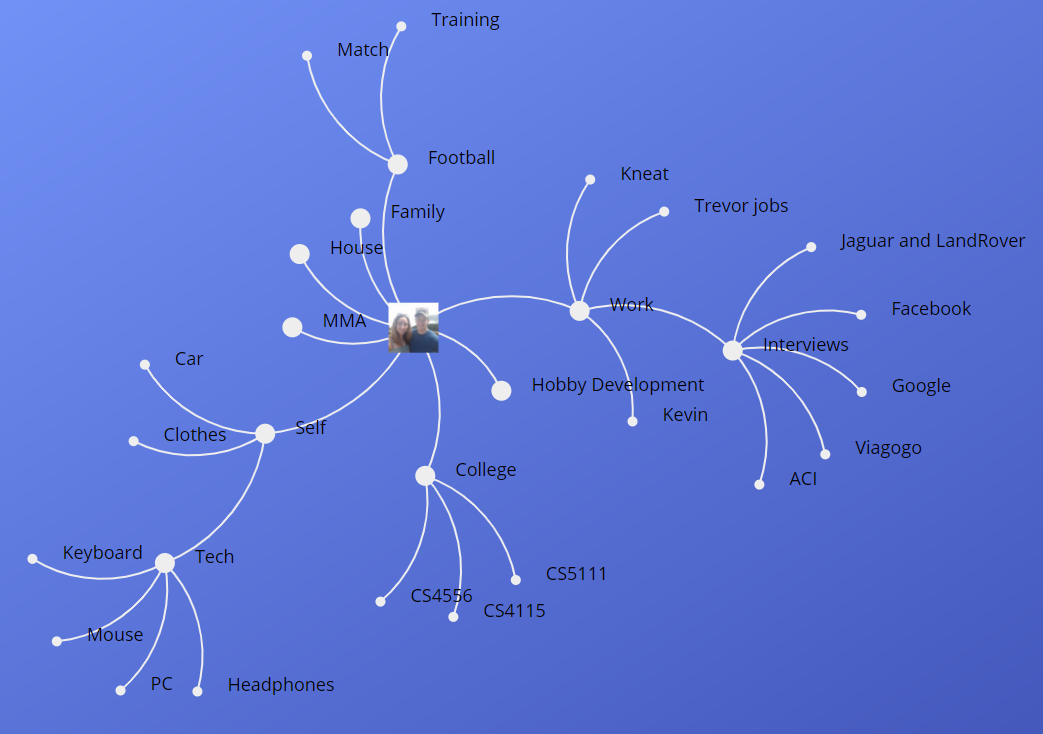 Training
Match
Football
Kneat
Trevor jobs
Family
Jaguar and LandRover
House
Work
Facebook
MMA
Interviews
Car
Hobby Development
Google
Kevin
Self
Clothes
Viagogo
College
ACI
Keyboard
Tech
CS5111
CS4556
CS4115
Mouse
PC
Headphones